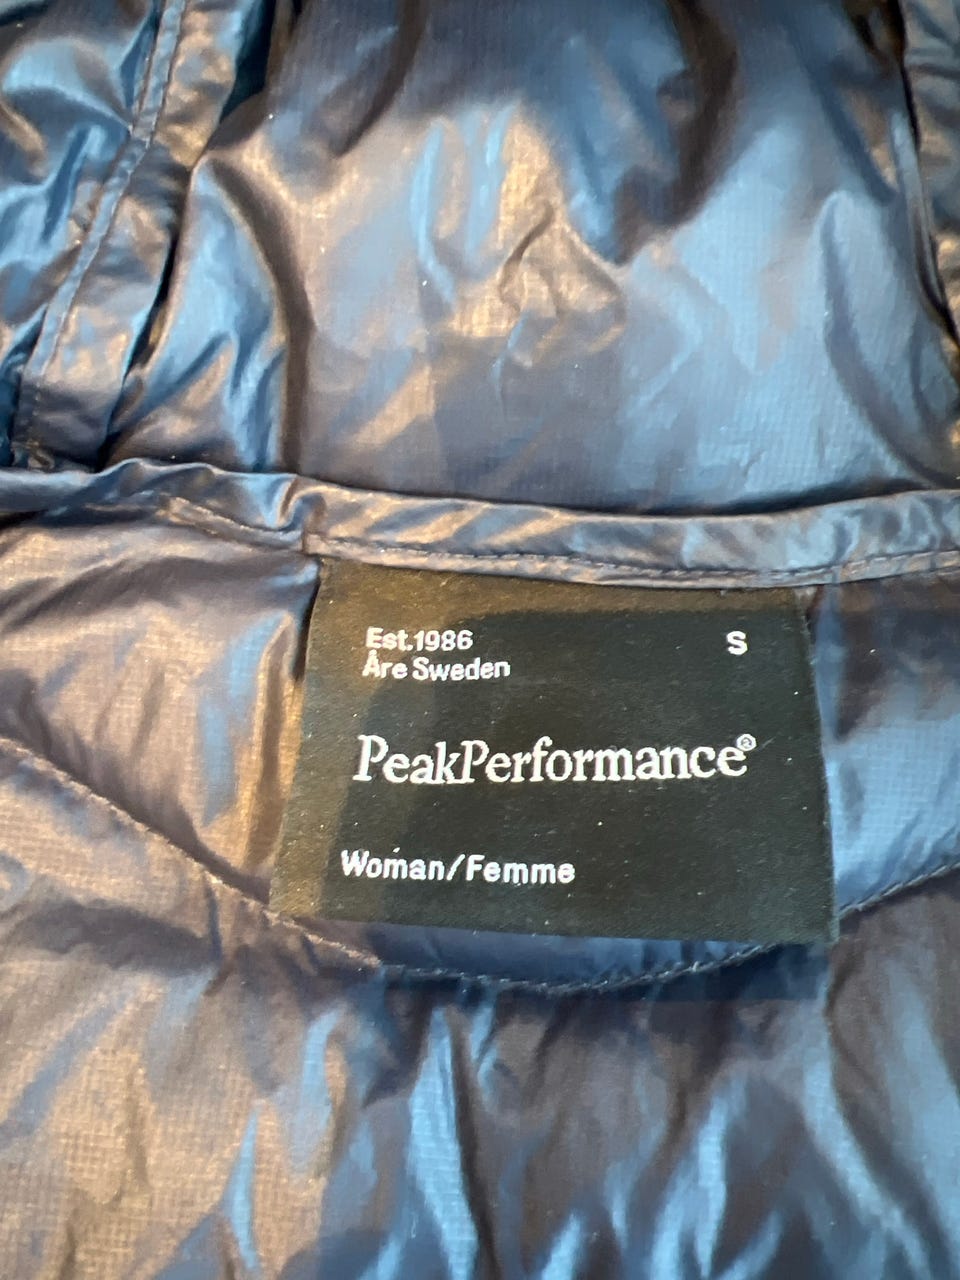 Est.1986
S
Åre Sweden
PeakPerformance®
Woman/Femme